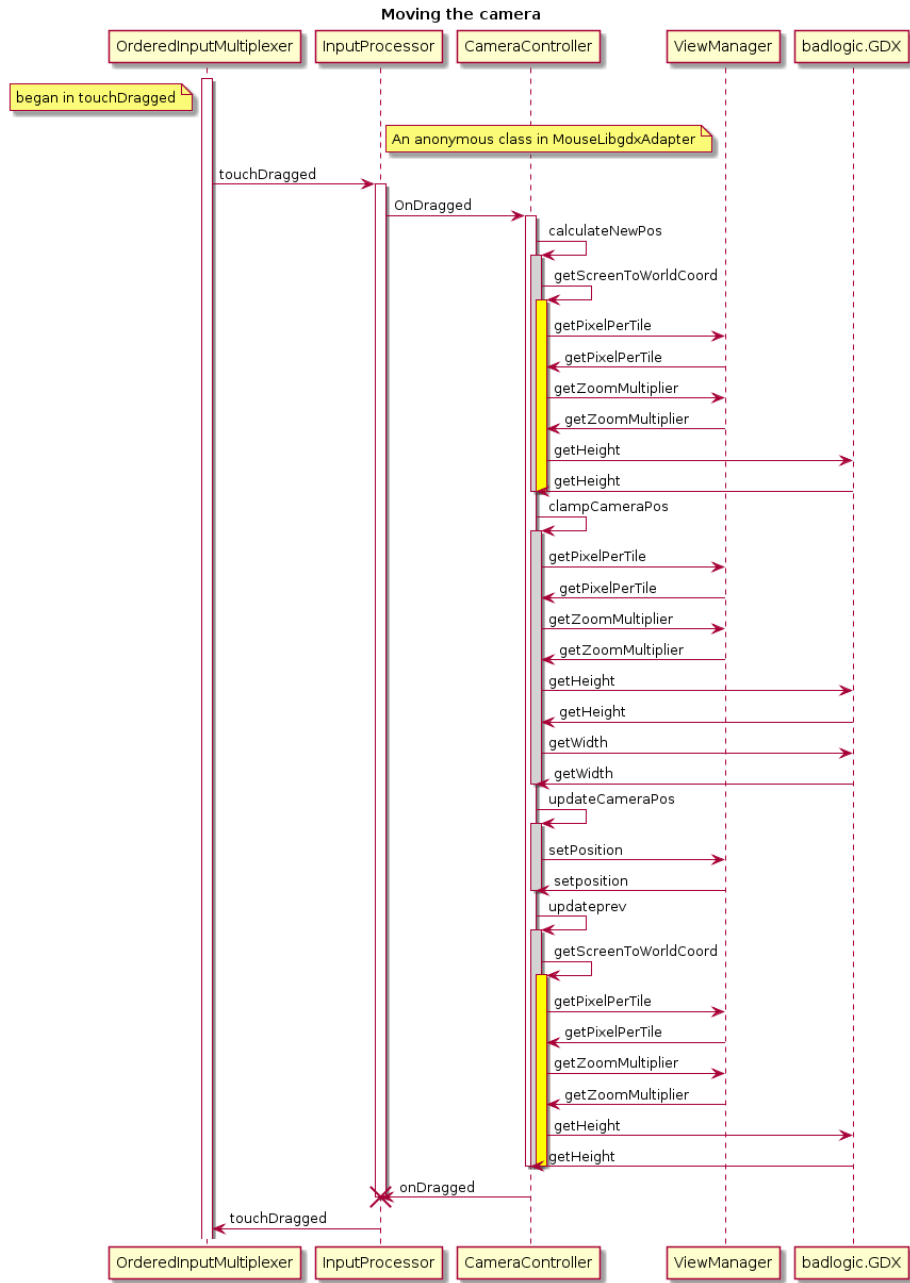 Moving the camera
OrderedInputMultiplexer
InputProcessor
CameraController
ViewManager
badlogic.GDX
began in touchDragged
An anonymous class in MouseLibgdxAdapter
touchDragged
OnDragged
calculateNewPos
getScreenToWorldCoord
getPixelPerTile
getPixelPerTile
getZoomMultiplier
getZoomMultiplier
getHeight
getHeight
clampCameraPos
getPixelPerTile
getPixelPerTile
getZoomMultiplier
getZoomMultiplier
getHeight
getHeight
getWidth
getWidth
updateCameraPos
setPosition
setposition
updateprev
getScreenToWorldCoord
getPixelPerTile
getPixelPerTile
getZoomMultiplier
getZoomMultiplier
getHeight
getHeight
onDragged
touchDragged
OrderedInputMultiplexer
InputProcessor
CameraController
ViewManager
badlogic.GDX